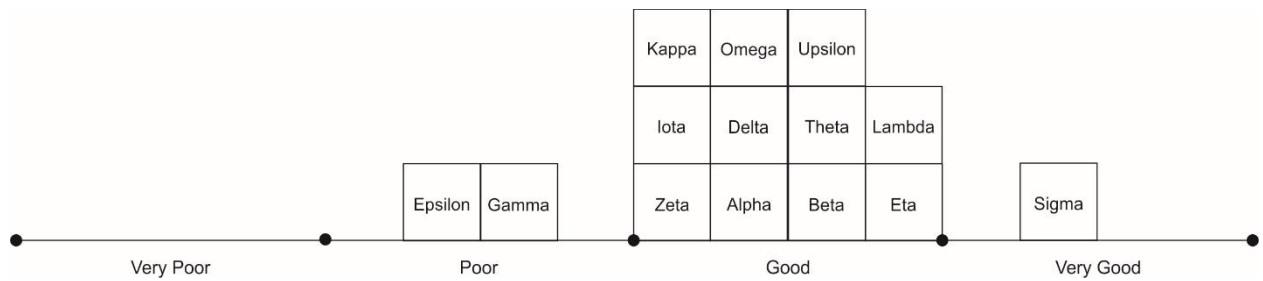 Kappa Omega Upsilon
Iota Delta Theta Lambda
Epsilon Gamma Zeta Alpha Beta Eta Sigma
Very Poor Poor Good Very Good